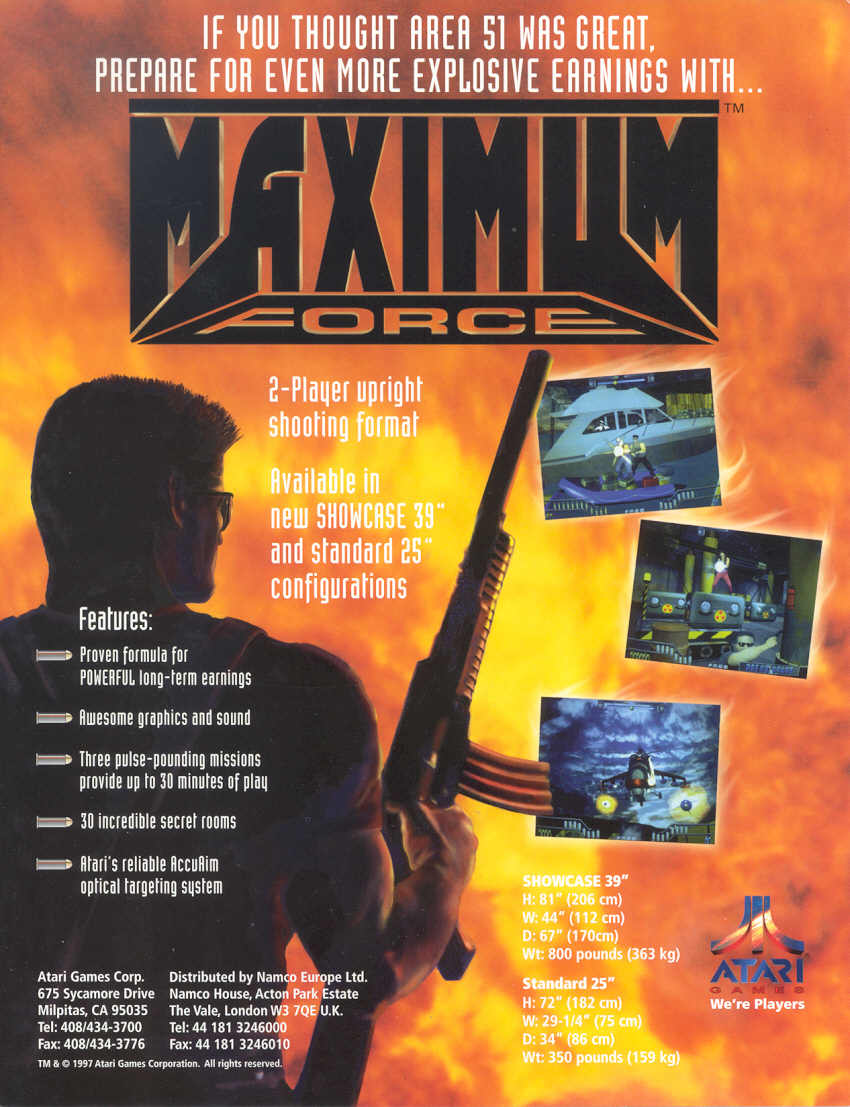 IF YOU THOUGHT AREA 51 WAS GREAT,
PREPARE FOR EVEN MORE EXPLOSIVE EARNINGS WITH...
MAXIMUM TM
FORCE
2-Player upright
shooting format
Available in
new SHOWCASE 39"
and standard 25"
configurations
Features:
Proven formula for
POWERFUL long-term earnings
Awesome graphics and sound
Three pulse-pounding missions
provide up to 30 minutes of play
30 incredible secret rooms
Atari's reliable AccuAim
optical targeting system
SHOWCASE 39"
H: 81" (206 cm)
W: 44" (112 cm)
D: 67" (170cm)
Wt: 800 pounds (363 kg)
Standard 25"
H: 72" (182 cm)
W: 29-1/4" (75 cm)
D: 34" (86 cm)
Wt: 350 pounds (159 kg)
ATARI®
GAMES
We're Players
Atari Games Corp.
675 Sycamore Drive
Milpitas, CA 95035
Tel: 408/434-3700
Fax: 408/434-3776
Distributed by Namco Europe Ltd.
Namco House, Acton Park Estate
The Vale, London W3 7QE U.K.
Tel: 44 181 3246000
Fax: 44 181 3246010
TM & © 1997 Atari Games Corporation. All rights reserved.